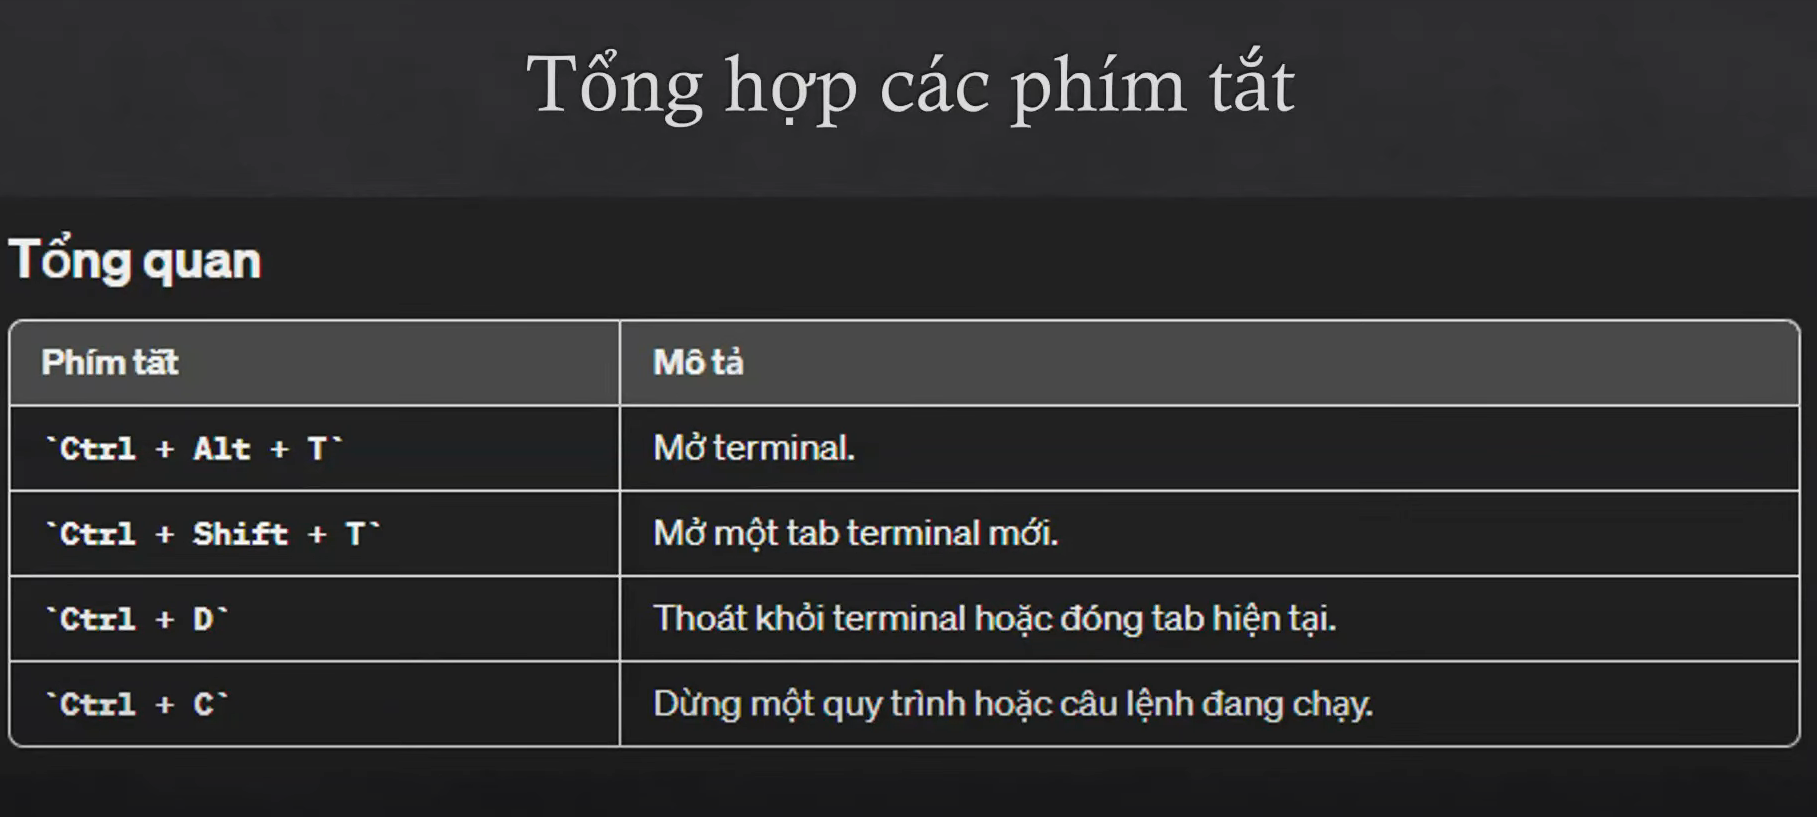 Tổng hợp các phím tắt
Tổng quan
Phím tắt
Mô tả
`Ctrl + Alt + T`
Mở terminal.
`Ctrl + Shift + T`
Mở một tab terminal mới.
`Ctrl + D`
Thoát khỏi terminal hoặc đóng tab hiện tại.
`Ctrl + C`
Dừng một quy trình hoặc câu lệnh đang chạy.